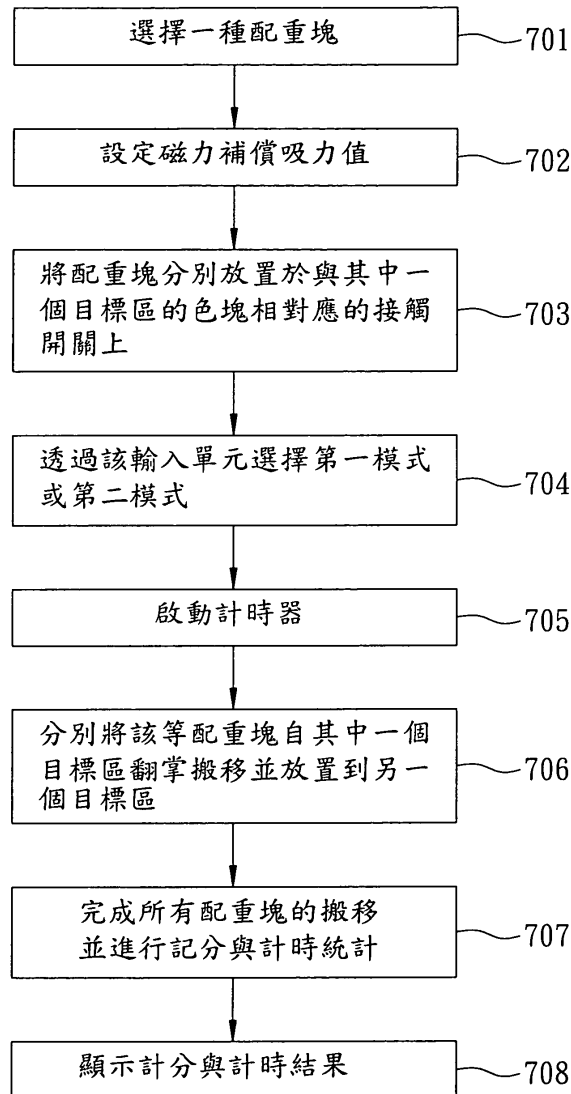 選擇一種配重塊
701
設定磁力補償吸力值
702
將配重塊分別放置於與其中一
個目標區的色塊相對應的接觸
開關上
703
透過該輸入單元選擇第一模式
或第二模式
704
啟動計時器
705
分別將該等配重塊自其中一個
目標區翻掌搬移並放置到另一
個目標區
706
完成所有配重塊的搬移
並進行記分與計時統計
707
顯示計分與計時結果
708